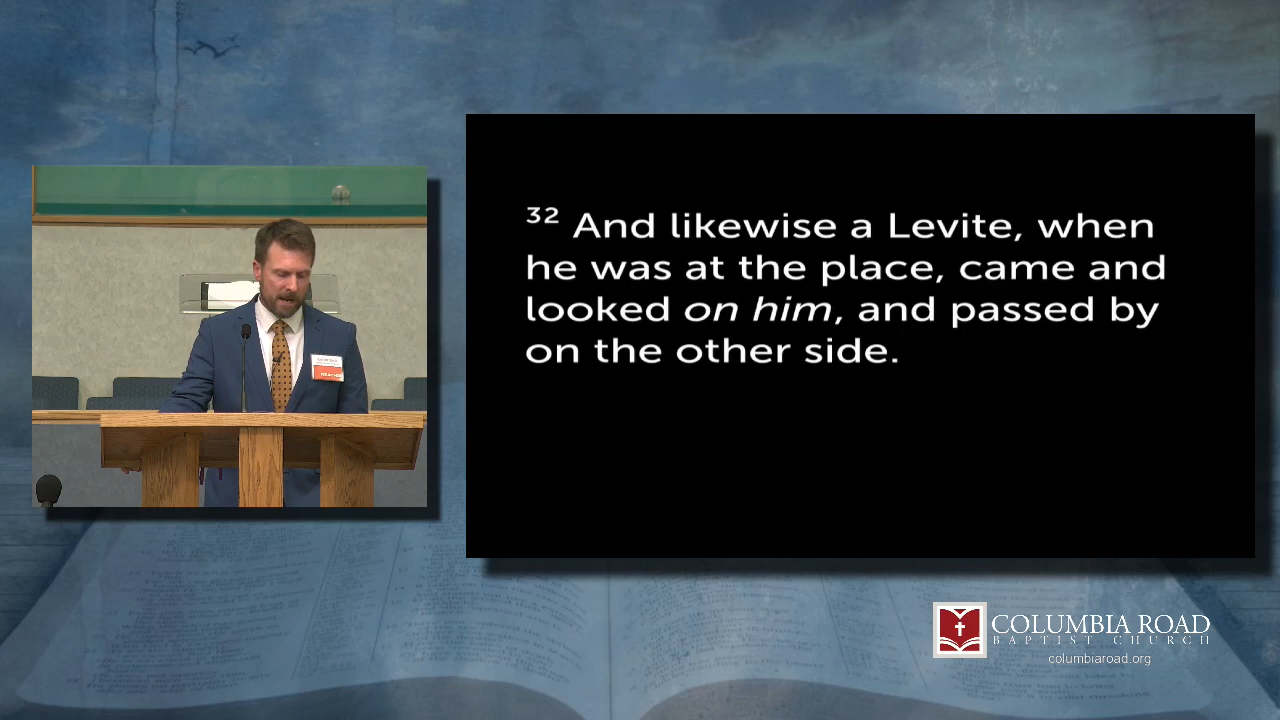 32 And likewise a Levite, when
he was at the place, came and
looked on him, and passed by
on the other side.
COLUMBIA ROAD
BAPTIST CHURCH
columbiaroad.org